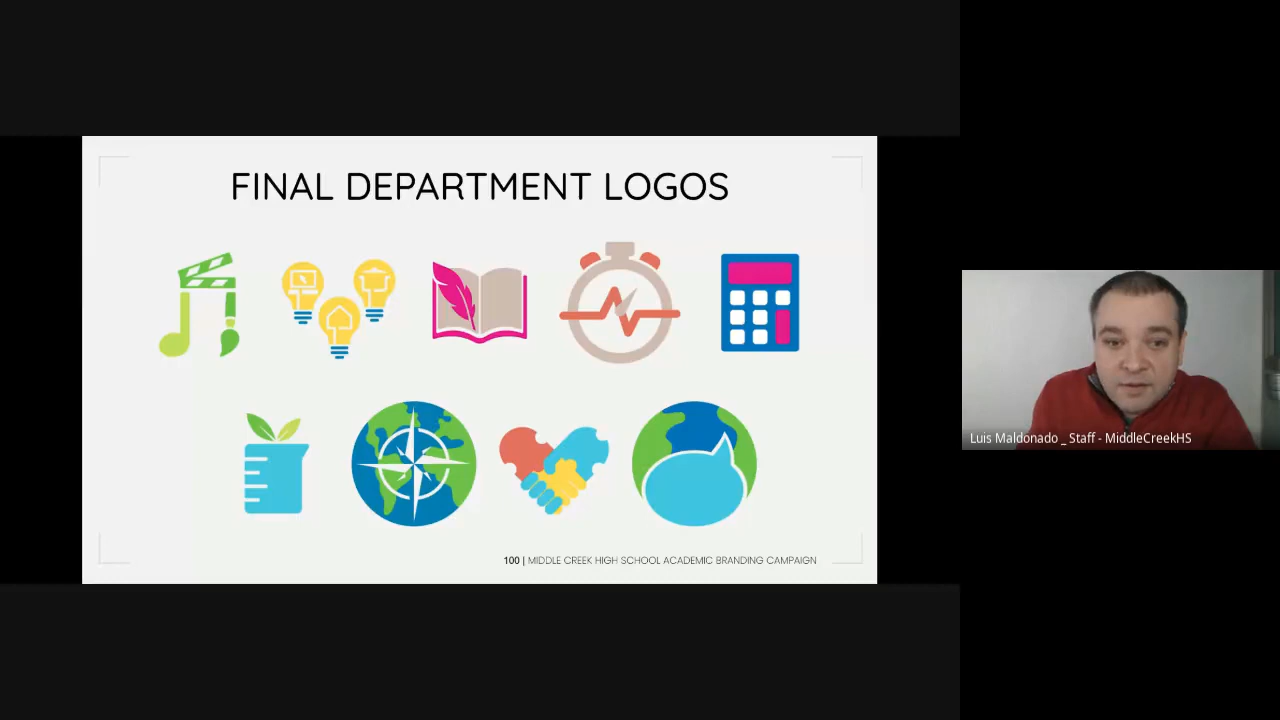 FINAL DEPARTMENT LOGOS
100 | MIDDLE CREEK HIGH SCHOOL ACADEMIC BRANDING CAMPAIGN
Luis Maldonado _ Staff - MiddleCreekHS